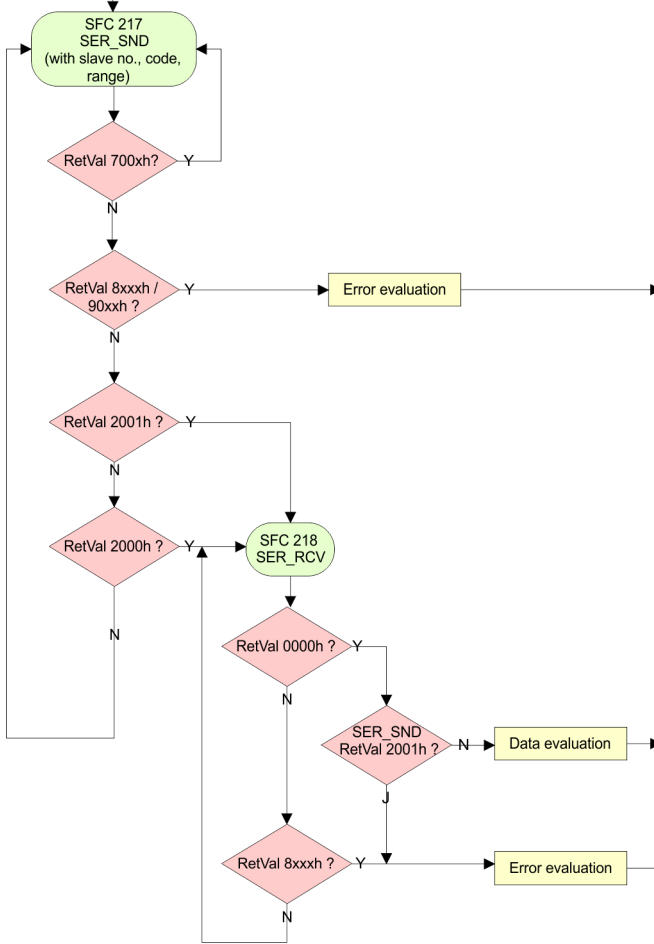 SFC 217
SER_SND
(with slave no., code,
range)
RetVal 700xh?
Y
N
RetVal 8xxxh /
90xxh ?
Y
Error evaluation
N
RetVal 2001h ?
Y
N
RetVal 2000h ?
Y
SFC 218
SER_RCV
N
RetVal 0000h ?
Y
N
SER_SND
RetVal 2001h ?
N
Data evaluation
J
RetVal 8xxxh ?
Y
Error evaluation
N